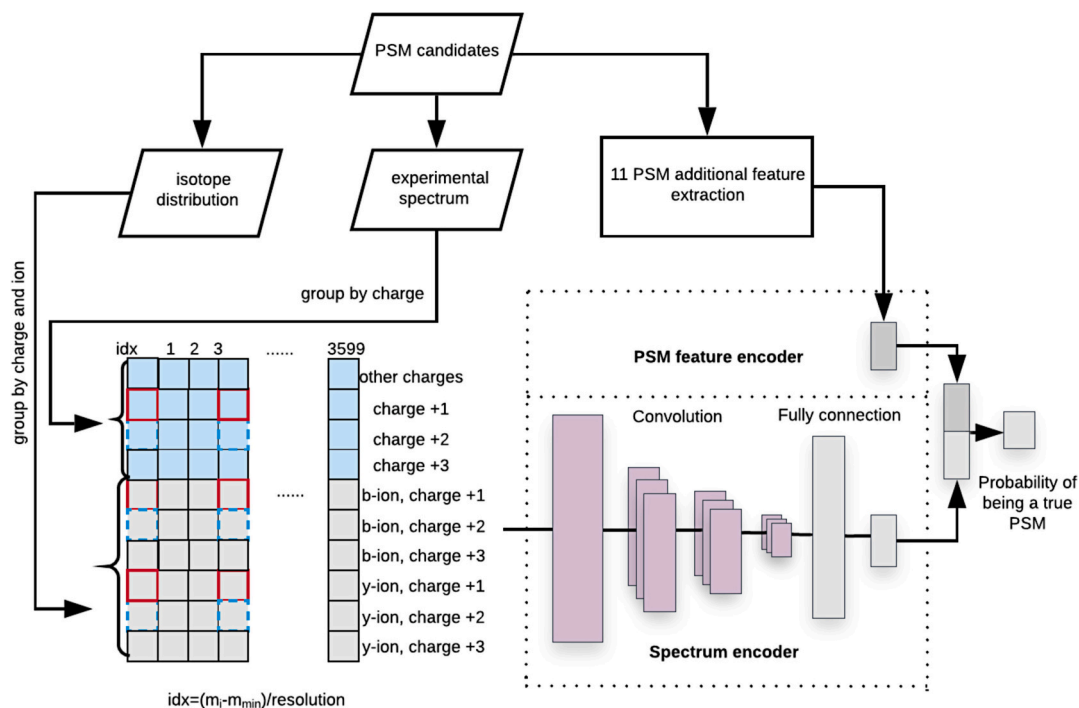 PSM candidates
isotope
distribution
experimental
spectrum
11 PSM additional feature
extraction
group by charge and ion
group by charge
idx 1 2 3 ...... 3599
other charges
charge +1
charge +2
charge +3
...... b-ion, charge +1
b-ion, charge +2
b-ion, charge +3
y-ion, charge +1
y-ion, charge +2
y-ion, charge +3
idx=(mi-mmin)/resolution
PSM feature encoder
Convolution
Fully connection
Spectrum encoder
Probability of
being a true
PSM